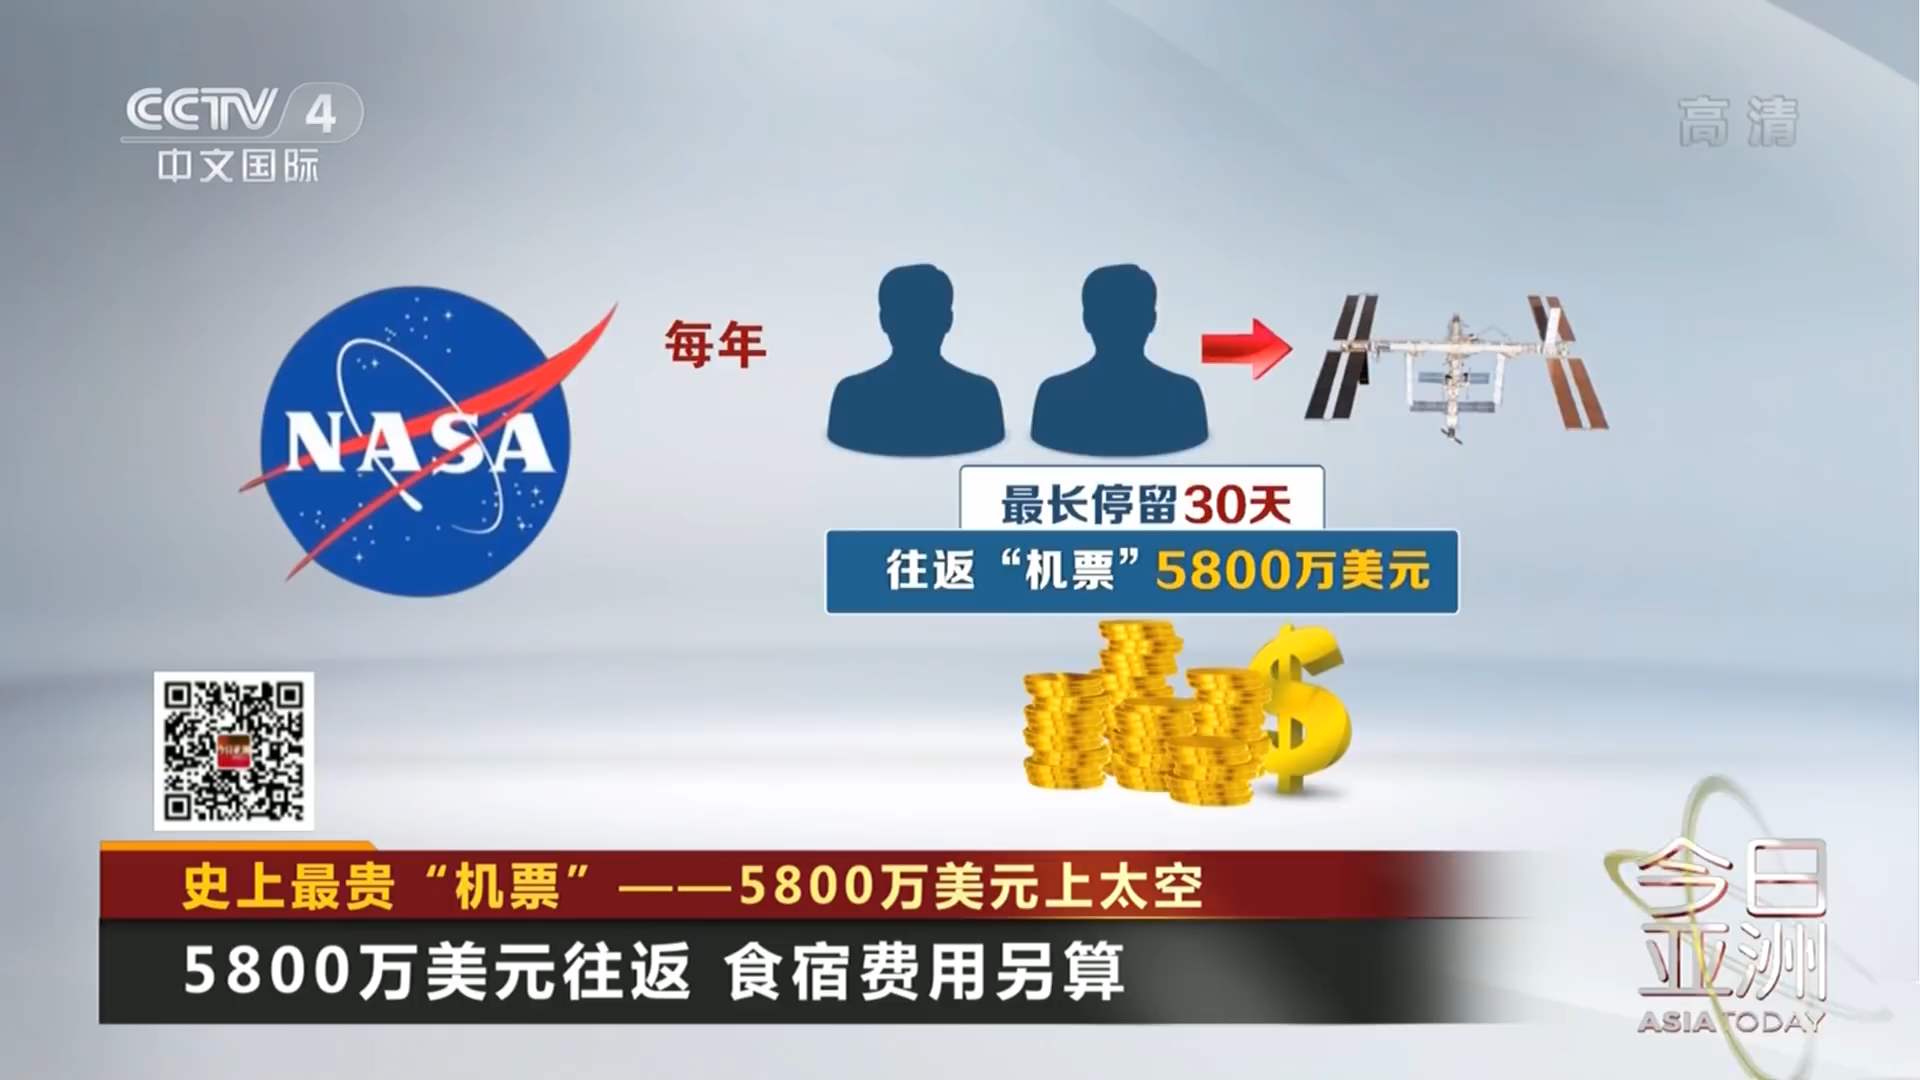 CCTV 4
中文国际
高清
NASA
每年
最长停留30天
往返“机票”5800万美元
史上最贵“机票”——5800万美元上太空
5800万美元往返 食宿费用另算
今日
亚洲
ASIA TODAY